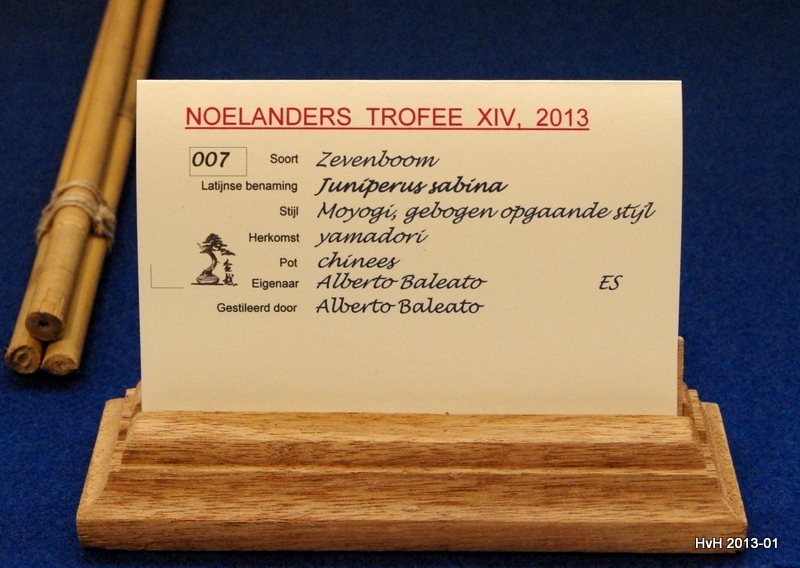 NOELANDERS TROFEE XIV, 2013
007 Soort Zevenboom
Latijnse benaming Juniperus sabina
Stijl Moyogi, gebogen opgaande stijl
Herkomst yamadori
Pot chinees
Eigenaar Alberto Baleato ES
Gestileerd door Alberto Baleato
HvH 2013-01